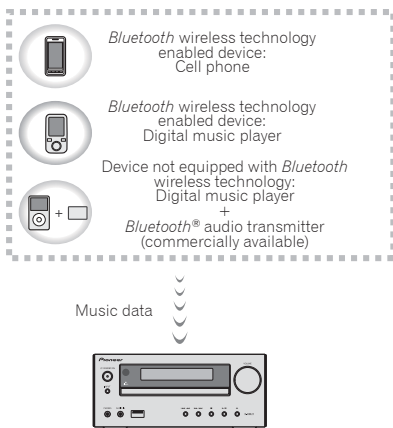 Bluetooth wireless technology
enabled device:
Cell phone
Bluetooth wireless technology
enabled device:
Digital music player
Device not equipped with Bluetooth
wireless technology:
Digital music player
+
+
Bluetooth® audio transmitter
(commercially available)
Music data
Pioneer